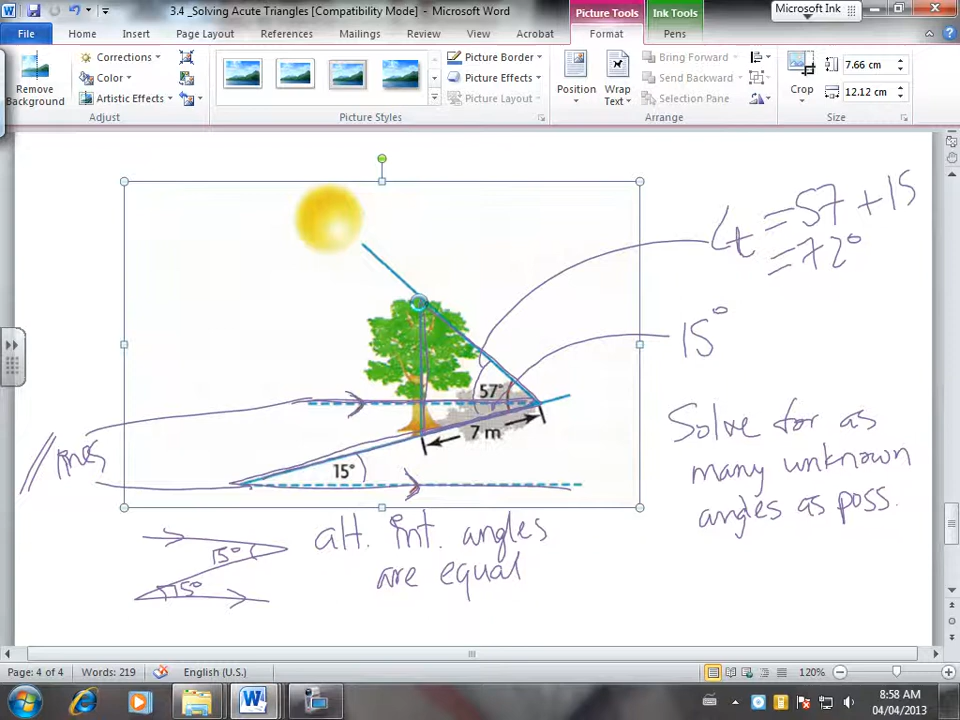 3.4 _Solving Acute Triangles [Compatibility Mode] - Microsoft Word
Picture Tools
Ink Tools
Microsoft Ink
File
Home
Insert
Page Layout
References
Mailings
Review
View
Acrobat
Format
Pens
Remove
Background
Corrections
Color
Artistic Effects
Picture Border
Picture Effects
Picture Layout
Position
Wrap
Text
Bring Forward
Send Backward
Selection Pane
Crop
7.66 cm
12.12 cm
Adjust
Picture Styles
Arrange
Size
∠t = 57 + 15
= 72°
15°
57°
7 m
15°
// lines
Solve for as
many unknown
angles as poss.
15°
15°
alt. int. angles
are equal
Page: 4 of 4
Words: 219
English (U.S.)
120%
8:58 AM
04/04/2013